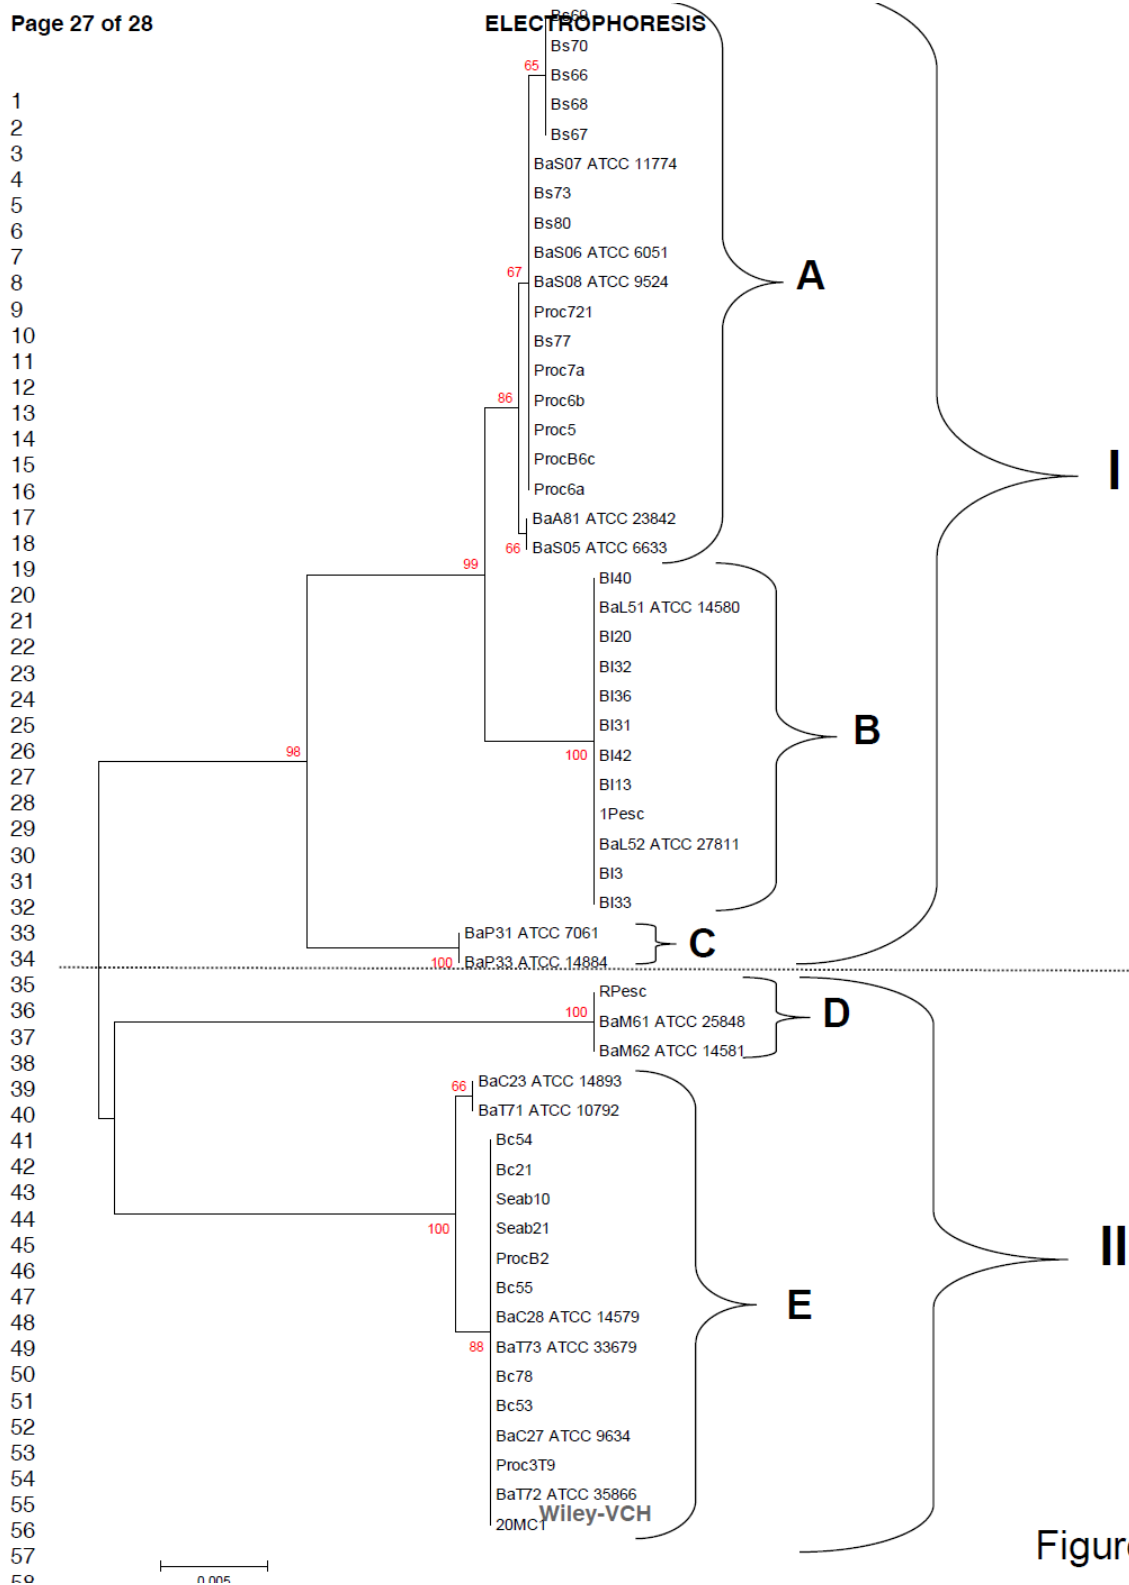 Page 27 of 28
ELECTROPHORESIS
Bs69
Bs70
65
Bs66
1
Bs68
2
Bs67
3
BaS07 ATCC 11774
4
Bs73
5
Bs80
6
BaS06 ATCC 6051
7
67
A
8
BaS08 ATCC 9524
9
Proc721
10
Bs77
11
Proc7a
12
86
Proc6b
13
Proc5
14
ProcB6c
15
I
16
Proc6a
17
BaA81 ATCC 23842
18
66
BaS05 ATCC 6633
19
99
Bl40
20
BaL51 ATCC 14580
21
Bl20
22
Bl32
23
Bl36
24
Bl31
25
B
26
98
100
Bl42
27
Bl13
28
1Pesc
29
BaL52 ATCC 27811
30
Bl3
31
Bl33
32
BaP31 ATCC 7061
33
C
34
100
BaP33 ATCC 14884
35
RPesc
36
100
BaM61 ATCC 25848
D
37
BaM62 ATCC 14581
38
BaC23 ATCC 14893
39
66
BaT71 ATCC 10792
40
Bc54
41
Bc21
42
Seab10
43
Seab21
44
100
ProcB2
45
II
46
Bc55
47
E
BaC28 ATCC 14579
48
88
BaT73 ATCC 33679
49
Bc78
50
Bc53
51
BaC27 ATCC 9634
52
Proc3T9
53
BaT72 ATCC 35866
54
Wiley-VCH
55
20MC1
56
57
58
0.005